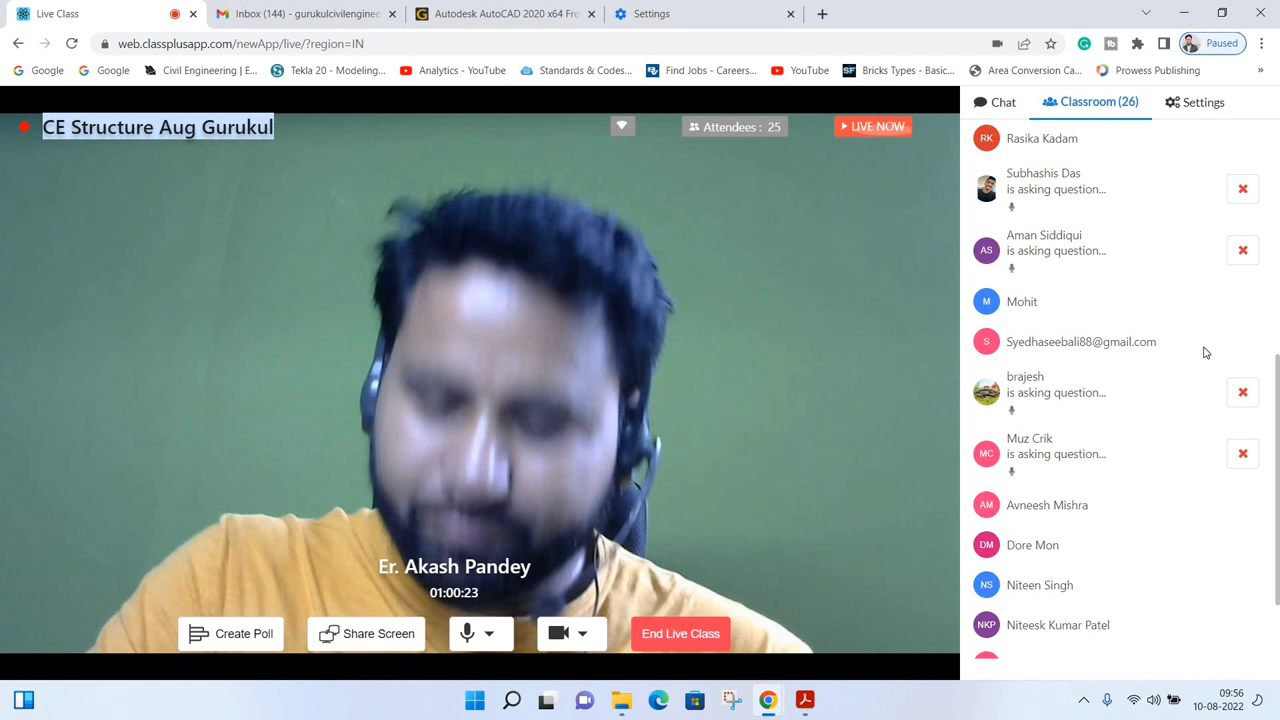 Live Class
Inbox (144) - gurukulcivilenginee
Autodesk AutoCAD 2020 x64 Fre
Settings
web.classplusapp.com/newApp/live/?region=IN
Paused
Google
Google
Civil Engineering | E...
Tekla 20 - Modeling...
Analytics - YouTube
Standards & Codes...
Find Jobs - Careers...
YouTube
Bricks Types - Basic...
Area Conversion Ca...
Prowess Publishing
»
CE Structure Aug Gurukul
Attendees : 25
LIVE NOW
Chat
Classroom (26)
Settings
RK Rasika Kadam
Subhashis Das
is asking question...
AS Aman Siddiqui
is asking question...
M Mohit
S Syedhaseebali88@gmail.com
brajesh
is asking question...
MC Muz Crik
is asking question...
AM Avneesh Mishra
DM Dore Mon
NS Niteen Singh
NKP Niteesk Kumar Patel
Er. Akash Pandey
01:00:23
Create Poll
Share Screen
End Live Class
09:56
10-08-2022